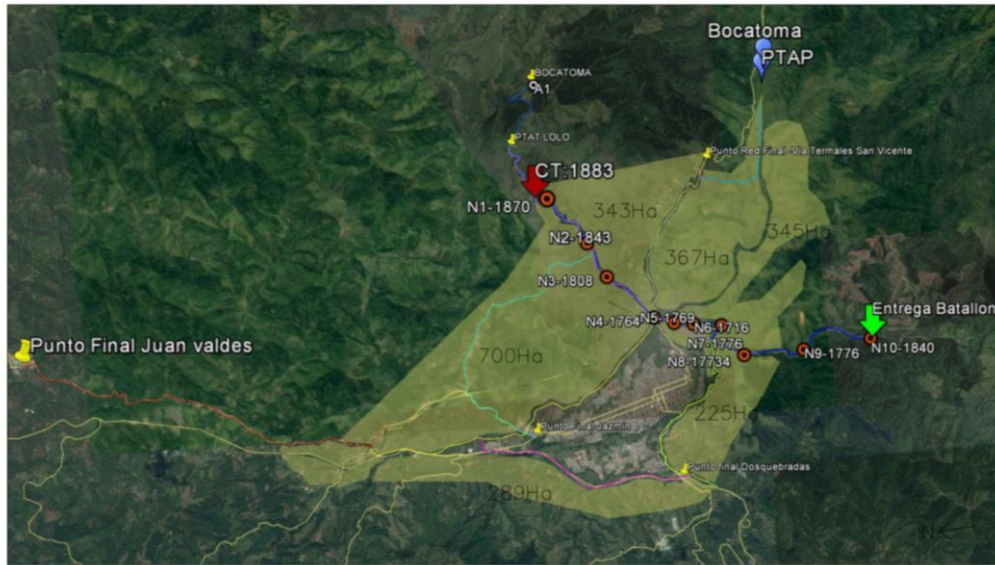 Bocatoma
PTAP
BOCATOMA
A1
PTAT LOLO
Punto Red Final -Via Termales San Vicente
CT:1883
N1-1870
343Ha
N2-1843
345Ha
367Ha
N3-1808
Entrega Batallon
N4-1764
N5-1769
N6-1716
N7-1776
N8-17734
N9-1776
N10-1840
Punto Final Juan valdes
700Ha
225Ha
Punto Final Jazmin
Punto final Dosquebradas
289Ha
N